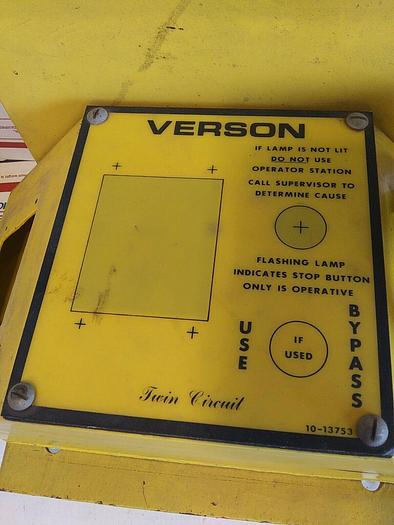 VERSON
IF LAMP IS NOT LIT
DO NOT USE
OPERATOR STATION
CALL SUPERVISOR TO
DETERMINE CAUSE
FLASHING LAMP
INDICATES STOP BUTTON
ONLY IS OPERATIVE
USE
IF
USED
BYPASS
Twin Circuit
10-13753